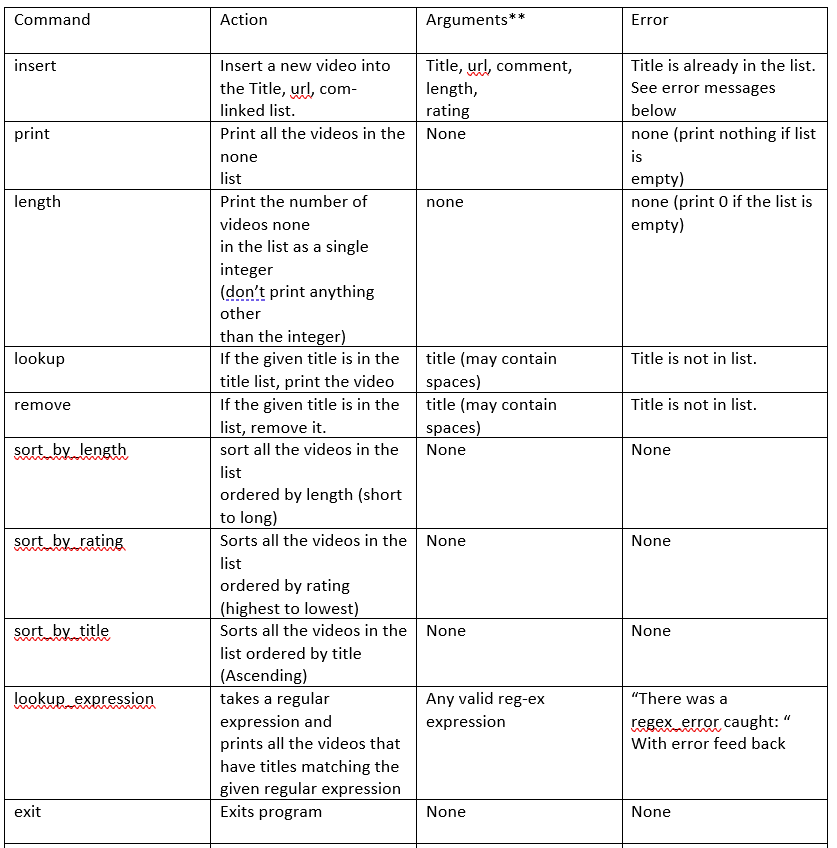 Command
Action
Arguments**
Error
insert
Insert a new video into
the Title, url, com-
linked list.
Title, url, comment,
length,
rating
Title is already in the list.
See error messages
below
print
Print all the videos in the
none
list
None
none (print nothing if list
is
empty)
length
Print the number of
videos none
in the list as a single
integer
(don’t print anything
other
than the integer)
none
none (print 0 if the list is
empty)
lookup
If the given title is in the
title list, print the video
title (may contain
spaces)
Title is not in list.
remove
If the given title is in the
list, remove it.
title (may contain
spaces)
Title is not in list.
sort_by_length
sort all the videos in the
list
ordered by length (short
to long)
None
None
sort_by_rating
Sorts all the videos in the
list
ordered by rating
(highest to lowest)
None
None
sort_by_title
Sorts all the videos in the
list ordered by title
(Ascending)
None
None
lookup_expression
takes a regular
expression and
prints all the videos that
have titles matching the
given regular expression
Any valid reg-ex
expression
“There was a
regex_error caught: “
With error feed back
exit
Exits program
None
None